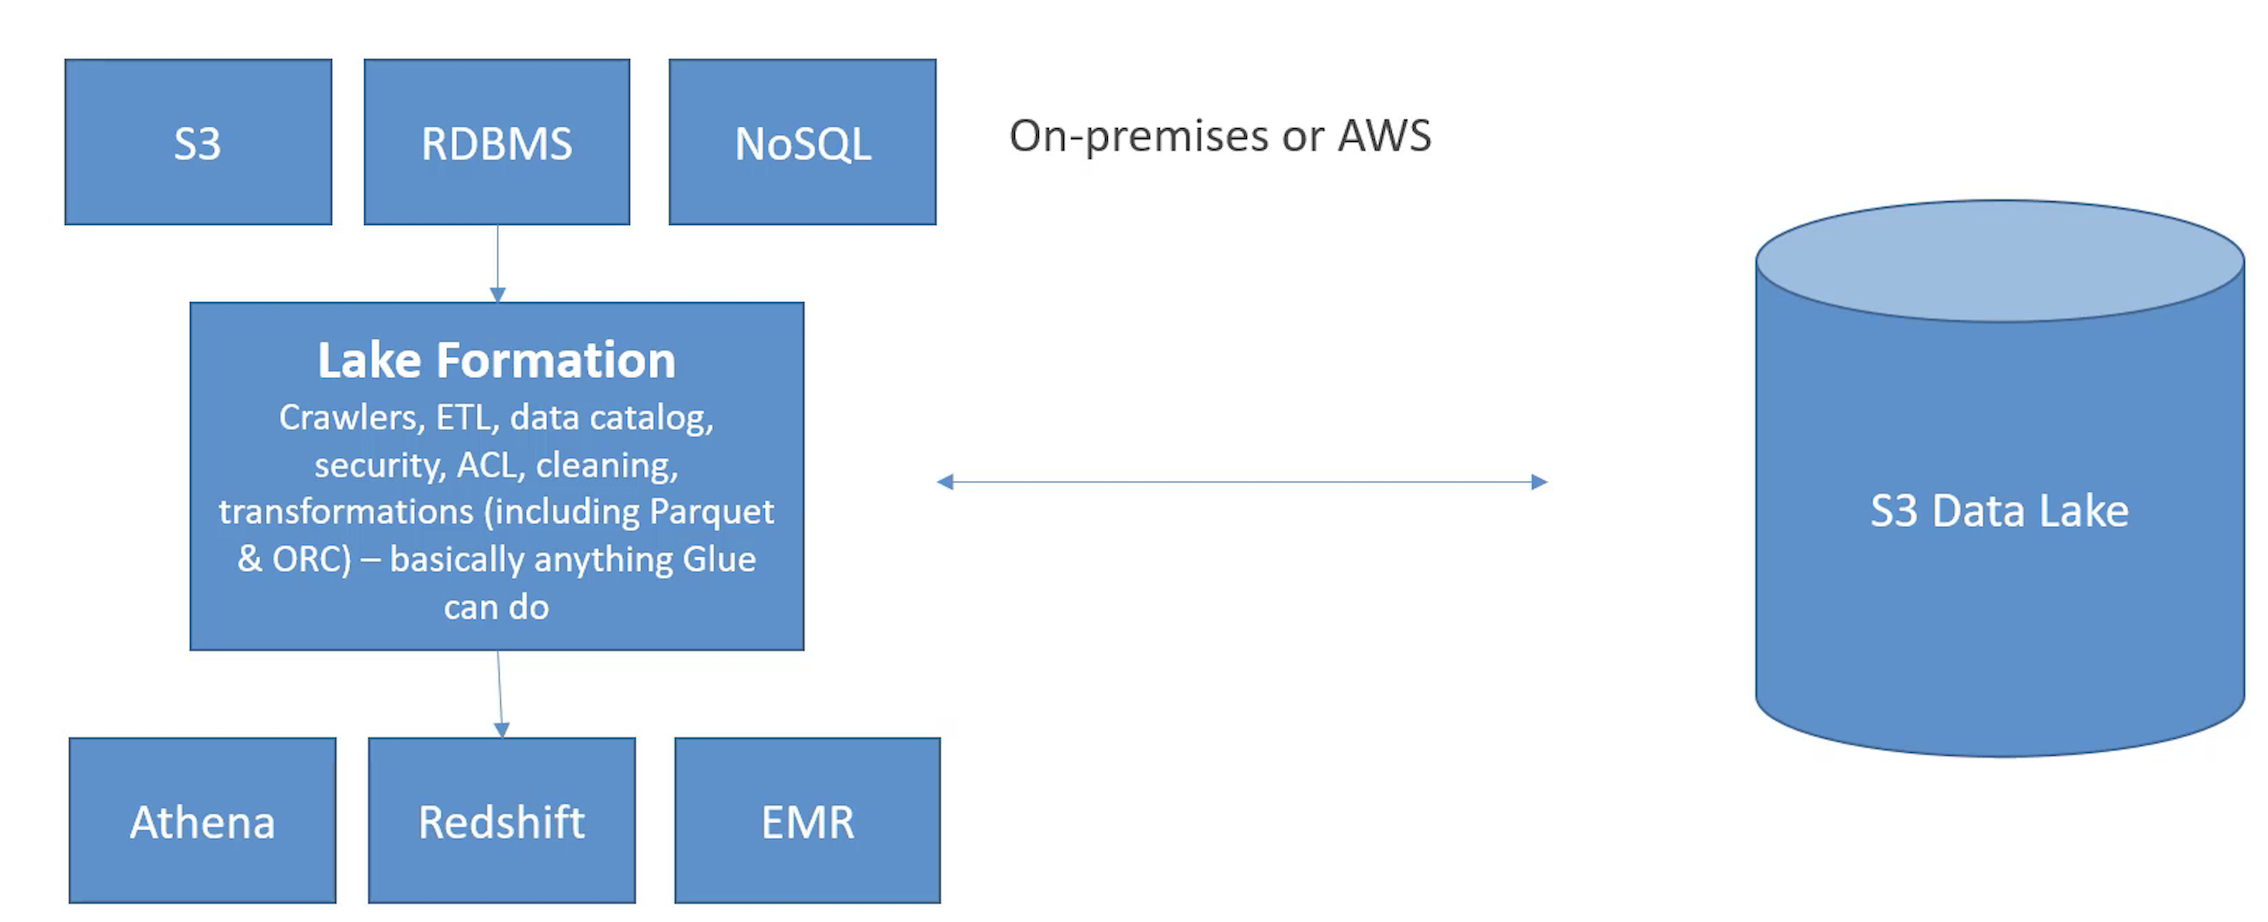 S3
RDBMS
NoSQL
On-premises or AWS
Lake Formation
Crawlers, ETL, data catalog,
security, ACL, cleaning,
transformations (including Parquet
& ORC) – basically anything Glue
can do
S3 Data Lake
Athena
Redshift
EMR